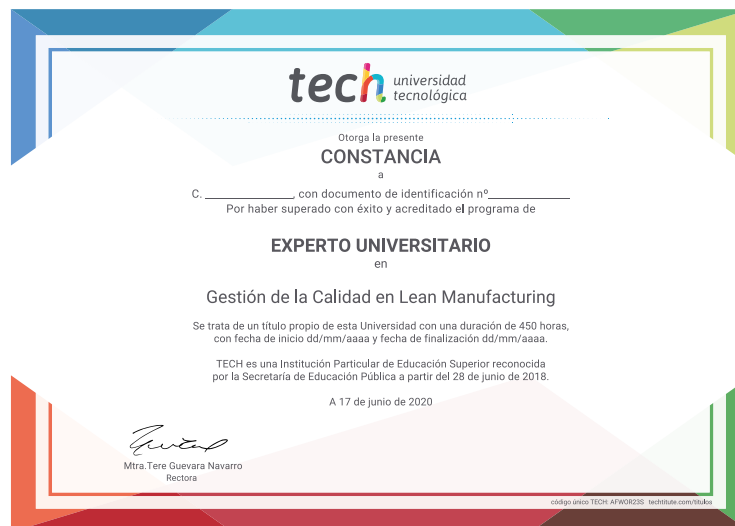 tech universidad
tecnológica
Otorga la presente
CONSTANCIA
a
C. ______________, con documento de identificación nº______________
Por haber superado con éxito y acreditado el programa de
EXPERTO UNIVERSITARIO
en
Gestión de la Calidad en Lean Manufacturing
Se trata de un título propio de esta Universidad con una duración de 450 horas,
con fecha de inicio dd/mm/aaaa y fecha de finalización dd/mm/aaaa.
TECH es una Institución Particular de Educación Superior reconocida
por la Secretaría de Educación Pública a partir del 28 de junio de 2018.
A 17 de junio de 2020
Mtra.Tere Guevara Navarro
Rectora
código único TECH: AFWOR23S techtitute.com/titulos